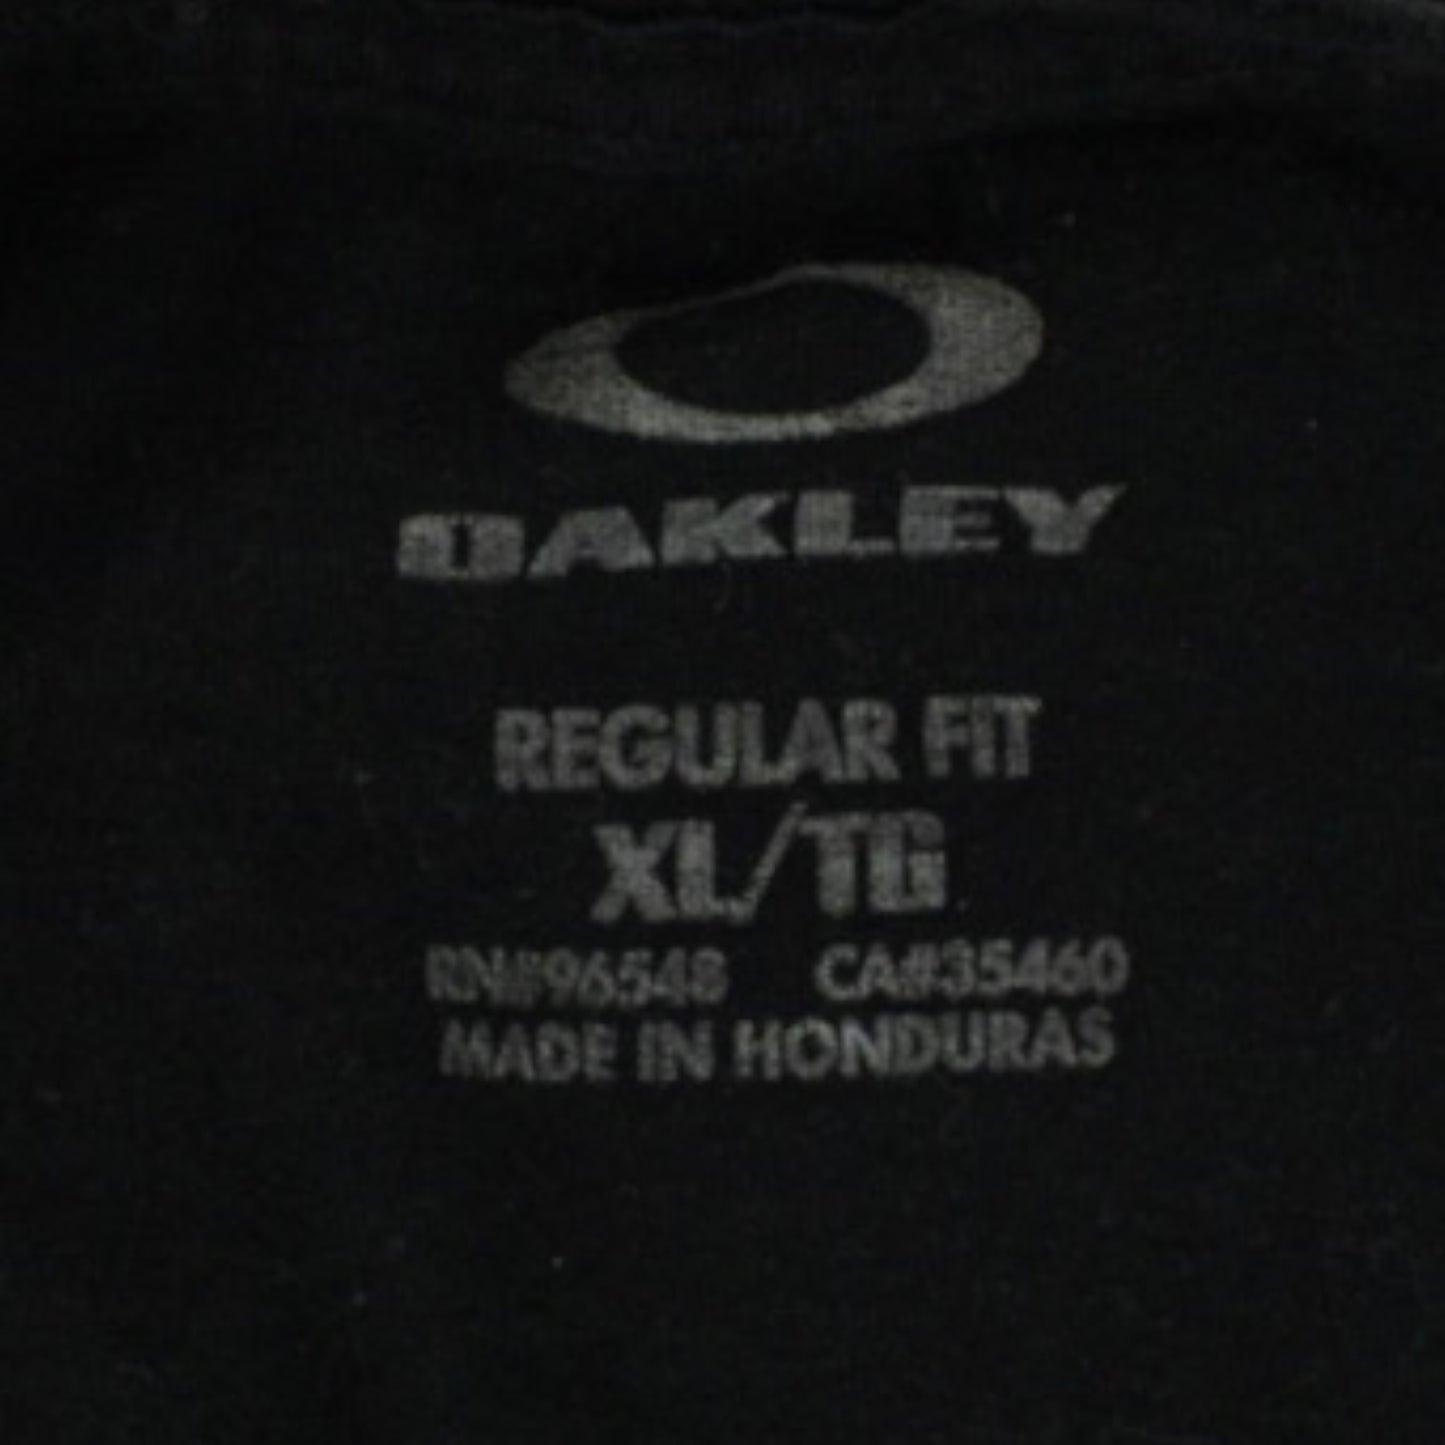 OAKLEY
REGULAR FIT
XL/TG
RN#96548 CA#35460
MADE IN HONDURAS